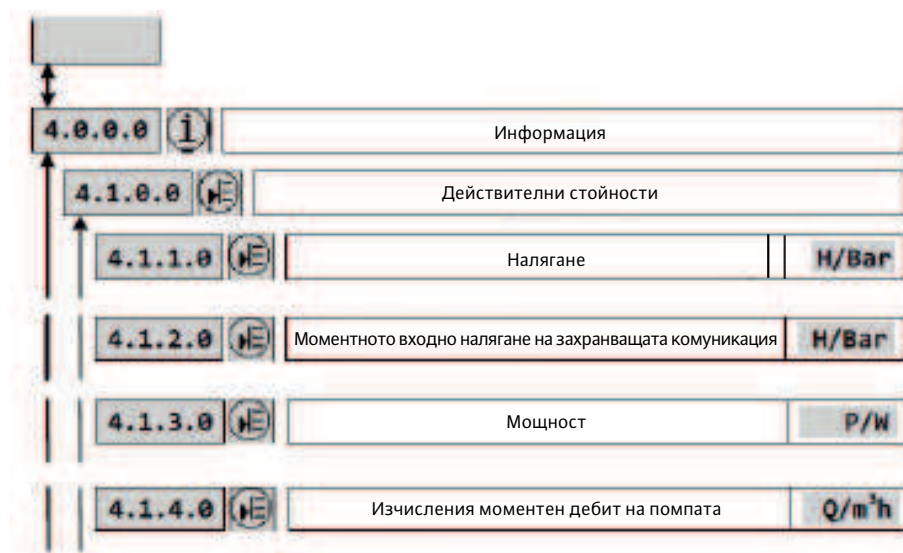 4.0.0.0 i Информация
4.1.0.0 Действителни стойности
4.1.1.0 Налягане H/Bar
4.1.2.0 Моментното входно налягане на захранващата комуникация H/Bar
4.1.3.0 Мощност P/W
4.1.4.0 Изчисления моментен дебит на помпата Q/m³h